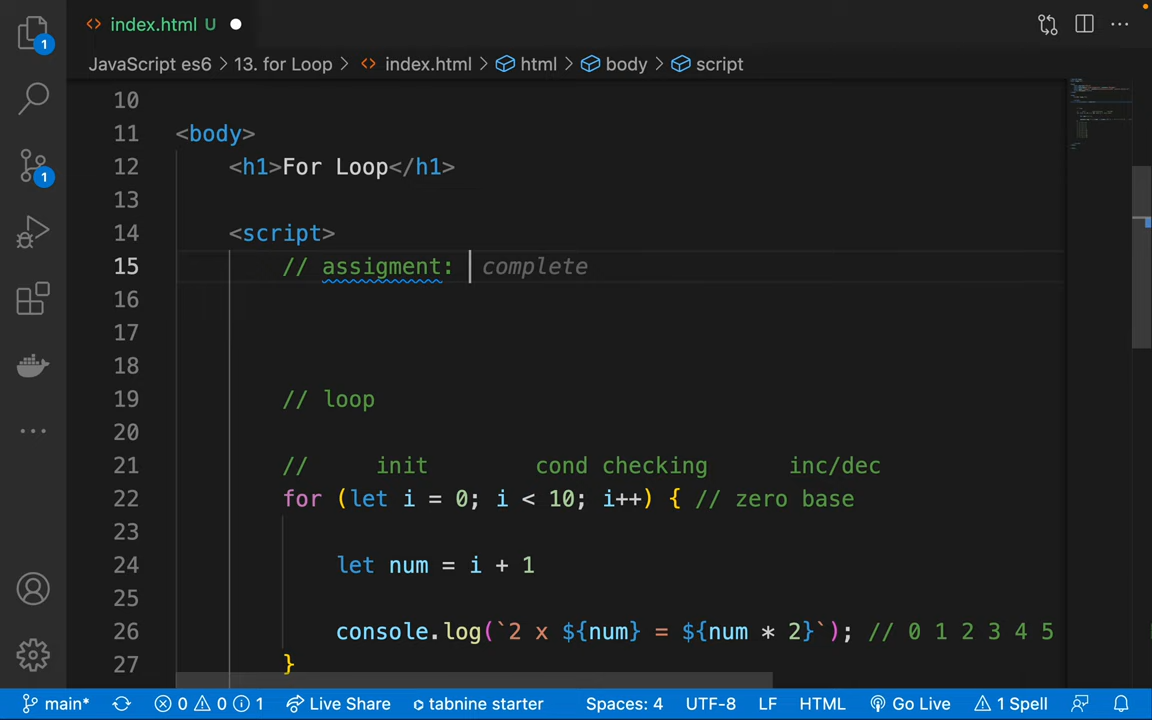 index.html U
JavaScript es6 > 13. for Loop > index.html > html > body > script
1
1
10
11 <body>
12 <h1>For Loop</h1>
13
14 <script>
15 // assigment: complete
16
17
18
19 // loop
20
21 // init cond checking inc/dec
22 for (let i = 0; i < 10; i++) { // zero base
23
24 let num = i + 1
25
26 console.log(`2 x ${num} = ${num * 2}`); // 0 1 2 3 4 5
27 }
main* 0 0 1 Live Share tabnine starter Spaces: 4 UTF-8 LF HTML Go Live 1 Spell